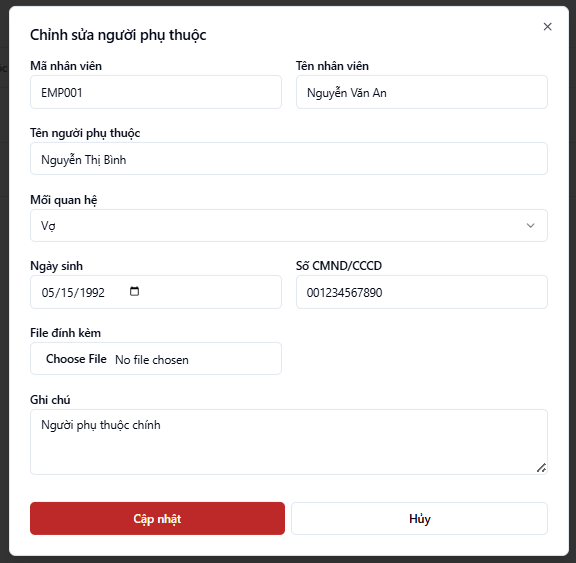 Chỉnh sửa người phụ thuộc
Mã nhân viên
Tên nhân viên
EMP001
Nguyễn Văn An
Tên người phụ thuộc
Nguyễn Thị Bình
Mối quan hệ
Vợ
Ngày sinh
Số CMND/CCCD
05/15/1992
001234567890
File đính kèm
Choose File No file chosen
Ghi chú
Người phụ thuộc chính
Cập nhật
Hủy